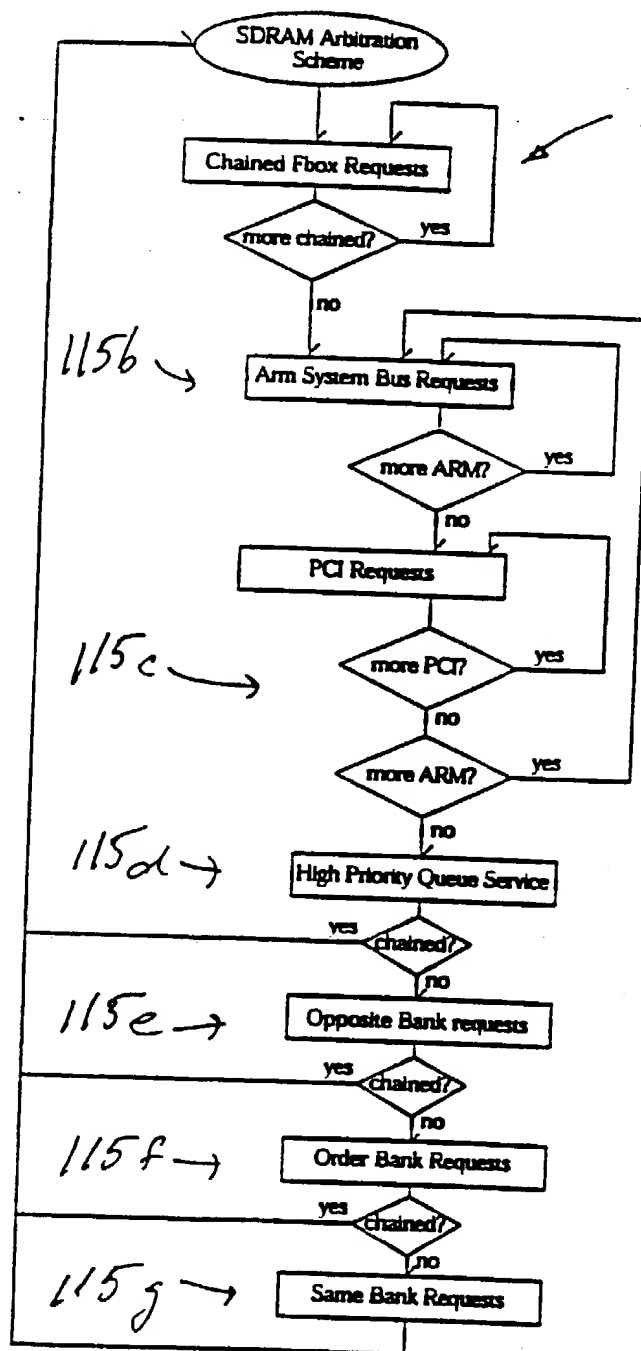 SDRAM Arbitration
Scheme
Chained Fbox Requests
more chained?
yes
no
115b
Arm System Bus Requests
more ARM?
yes
no
PCI Requests
115c
more PCI?
yes
no
more ARM?
yes
no
115d
High Priority Queue Service
yes
chained?
no
115e
Opposite Bank requests
yes
chained?
no
115f
Order Bank Requests
yes
chained?
no
115g
Same Bank Requests